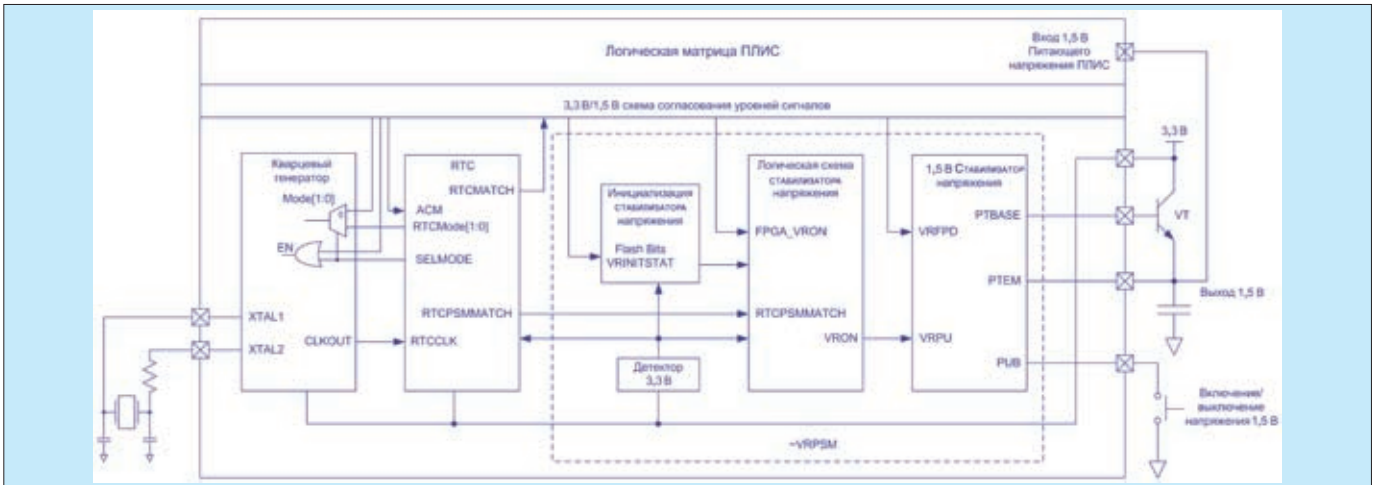 Логическая матрица ПЛИС
Вход 1,5 В
Питающего
напряжения ПЛИС
3,3 В/1,5 В схема согласования уровней сигналов
3,3 В
Кварцевый
генератор
Mode[1:0]
0
EN
XTAL1
XTAL2
CLKOUT
RTC
RTCMATCH
ACM
RTCMode[1:0]
SELMODE
RTCPSMMATCH
RTCCLK
Инициализация
стабилизатора
напряжения
Flash Bits
VRINITSTAT
Детектор
3,3 В
Логическая схема
стабилизатора
напряжения
FPGA_VRON
RTCPSMMATCH
VRON
1,5 В Стабилизатор
напряжения
PTBASE
VRFPD
PTEM
VRPU
PUB
VT
Выход 1,5 В
Включение/
выключение
напряжения 1,5 В
~VRPSM